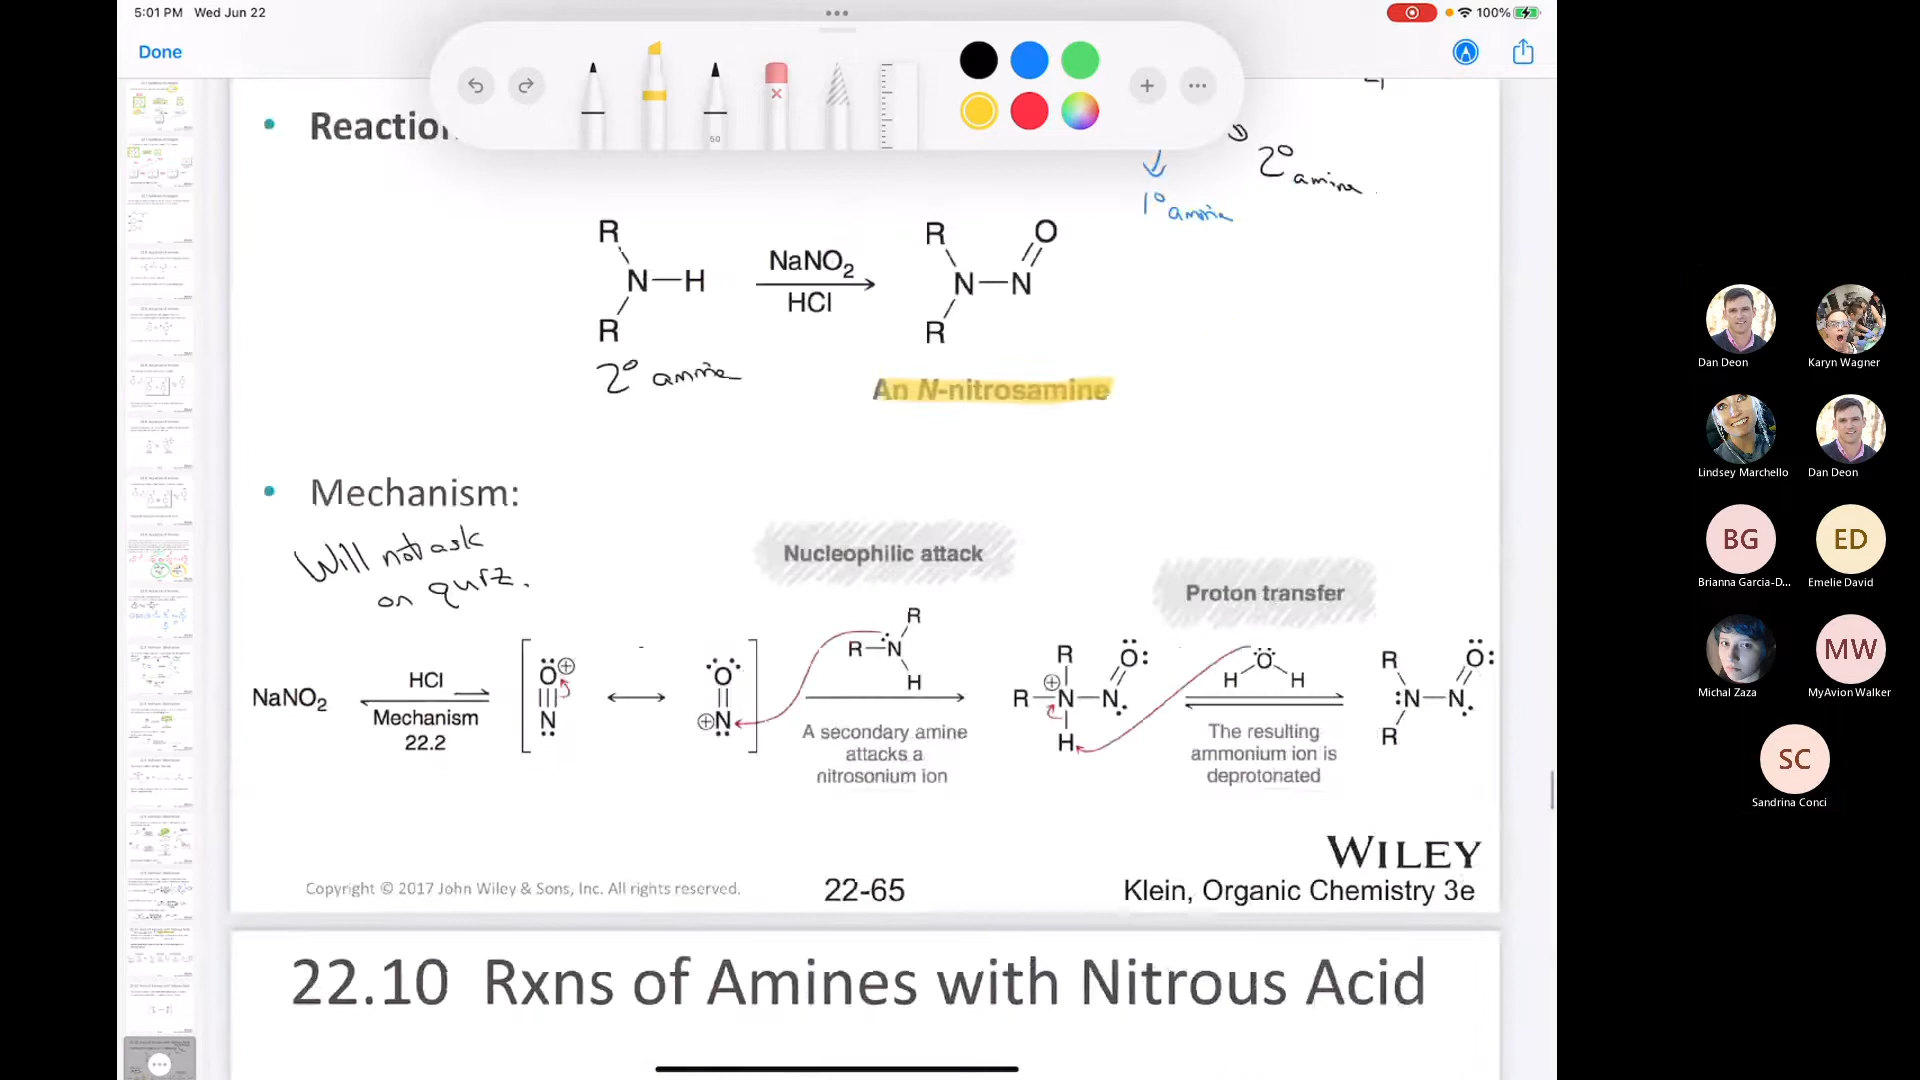 5:01 PM Wed Jun 22
100%
Done
50
• Reaction
2° amine
1° amine
R
N—H
R
NaNO2
HCl
R
O
N—N
R
2° amine
An N-nitrosamine
• Mechanism:
Will not ask
on quiz.
Nucleophilic attack
Proton transfer
NaNO2
HCl
Mechanism
22.2
O
N
O
N
R
R—N
H
A secondary amine
attacks a
nitrosonium ion
R
O
R—N—N
H
O
H H
The resulting
ammonium ion is
deprotonated
R
O
N—N
R
WILEY
Copyright © 2017 John Wiley & Sons, Inc. All rights reserved.
22-65
Klein, Organic Chemistry 3e
22.10 Rxns of Amines with Nitrous Acid
Dan Deon
Karyn Wagner
Lindsey Marchello
Dan Deon
BG
ED
Brianna Garcia-D...
Emelie David
MW
Michal Zaza
MyAvion Walker
SC
Sandrina Conci